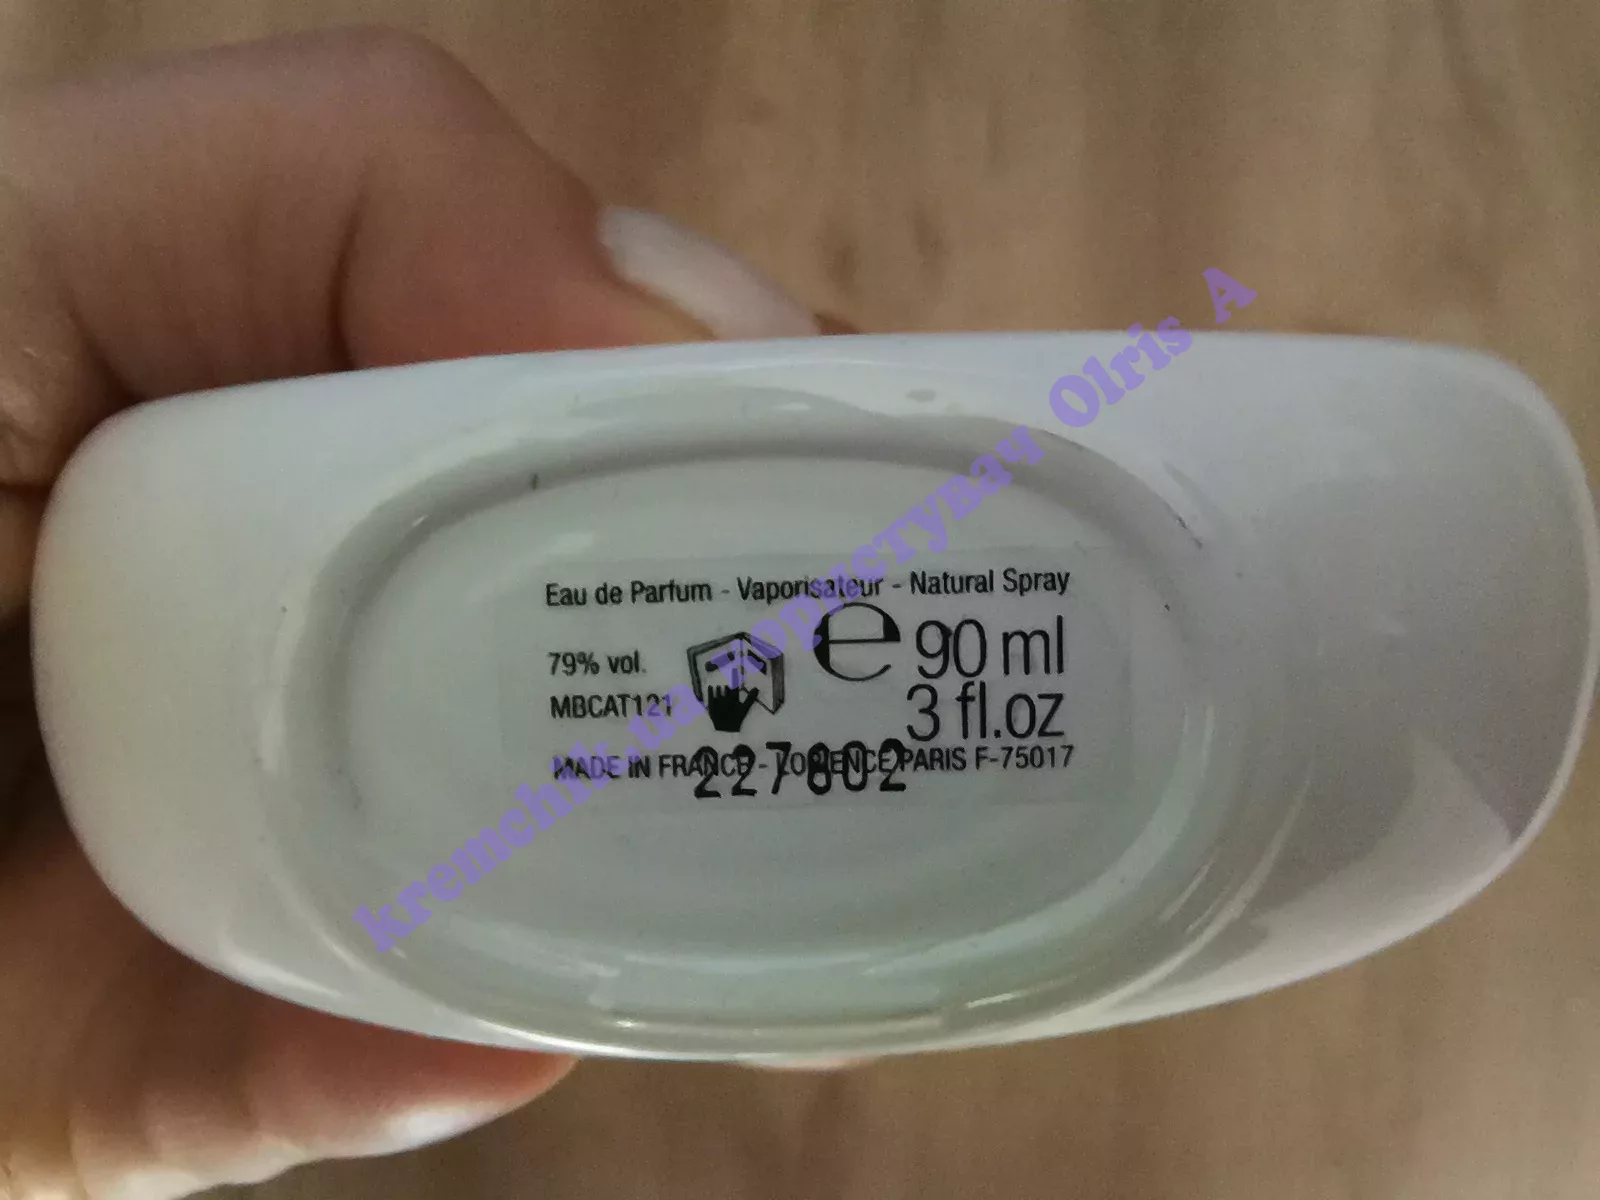 Eau de Parfum - Vaporisateur - Natural Spray
79% vol.
MBCAT121
e 90 ml
3 fl.oz
MADE IN FRANCE - LORIENCE PARIS F-75017
227802
kremchik.ua користувач Olris A